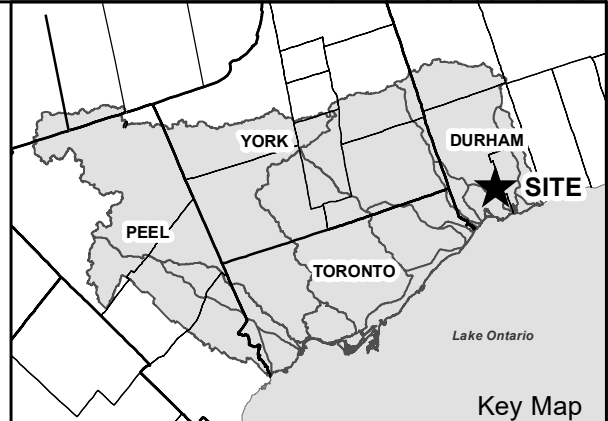 YORK
DURHAM
SITE
PEEL
TORONTO
Lake Ontario
Key Map